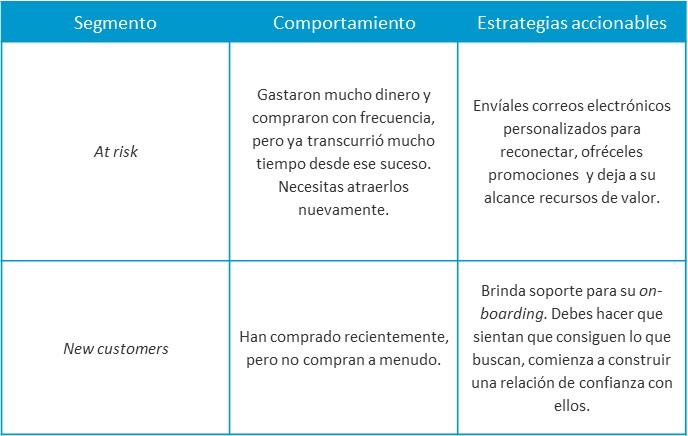 Segmento
Comportamiento
Estrategias accionables
At risk
Gastaron mucho dinero y
compraron con frecuencia,
pero ya transcurrió mucho
tiempo desde ese suceso.
Necesitas atraerlos
nuevamente.
Envíales correos electrónicos
personalizados para
reconectar, ofréceles
promociones y deja a su
alcance recursos de valor.
New customers
Han comprado recientemente,
pero no compran a menudo.
Brinda soporte para su on-
boarding. Debes hacer que
sientan que consiguen lo que
buscan, comienza a construir
una relación de confianza con
ellos.